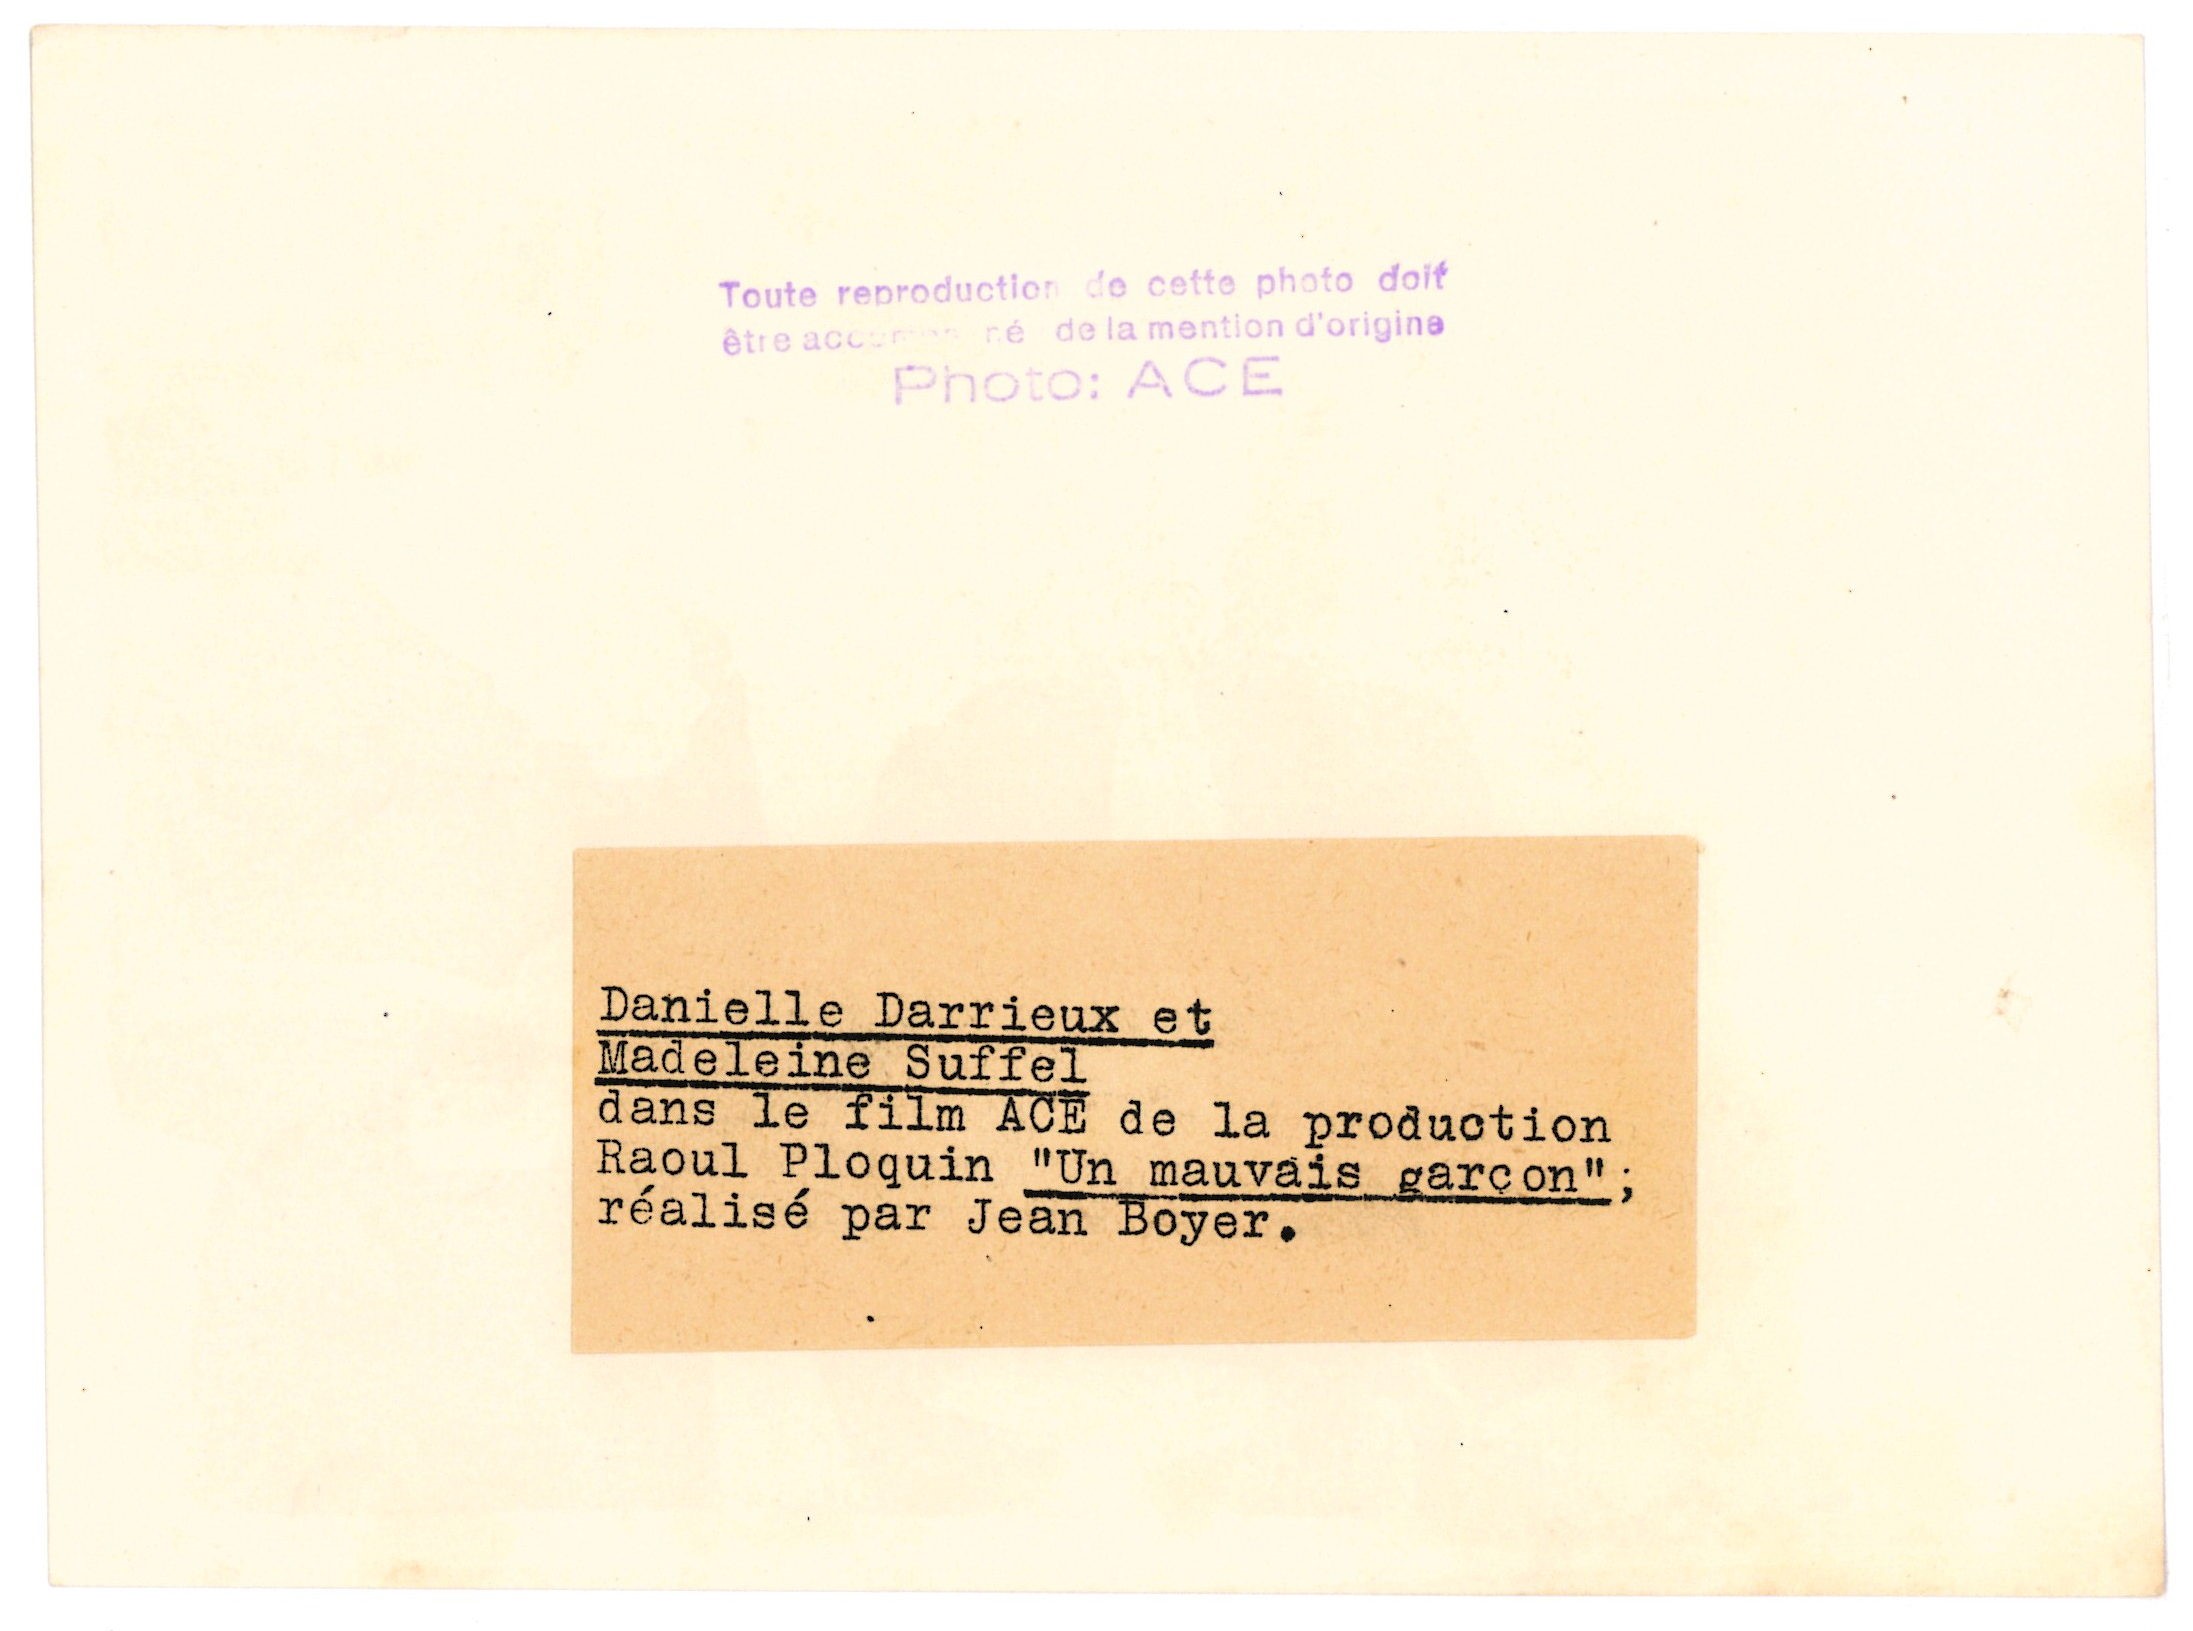 Toute reproduction de cette photo doit
être accompagné de la mention d'origine
Photo: ACE
Danielle Darrieux et
Madeleine Suffel
dans le film ACE de la production
Raoul Ploquin "Un mauvais garçon";
réalisé par Jean Boyer.